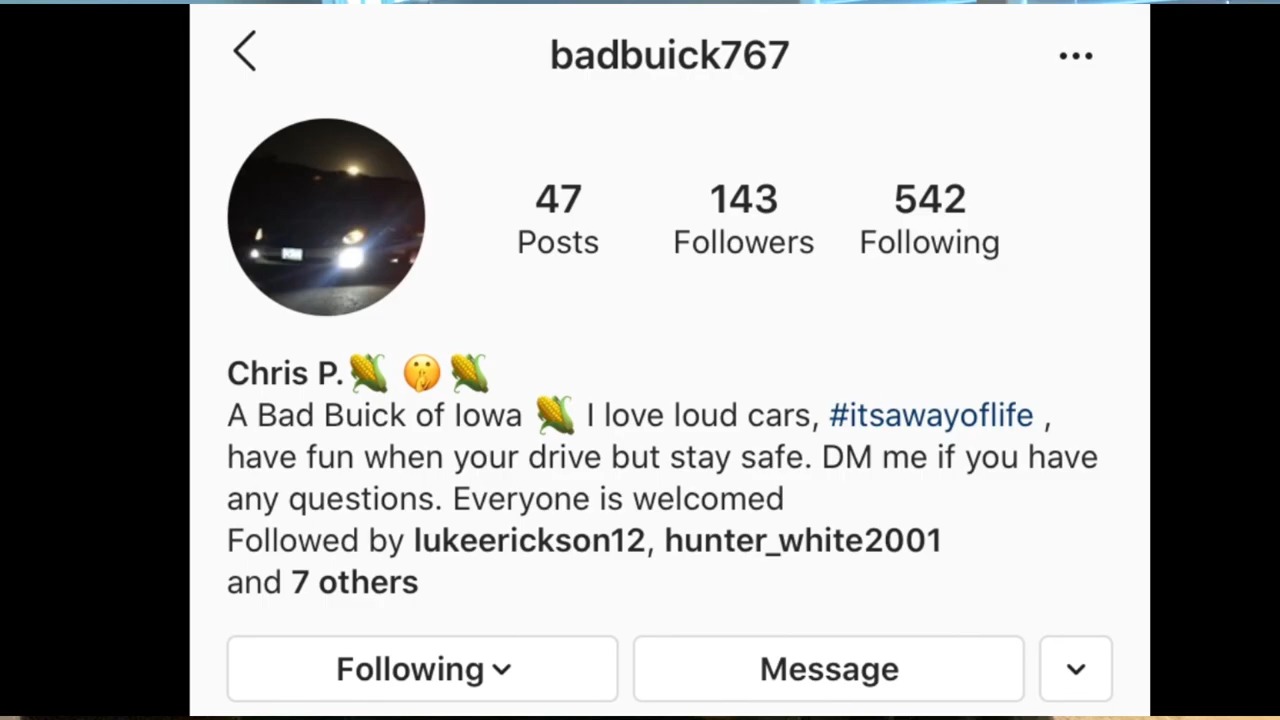 badbuick767
47 143 542
Posts Followers Following
Chris P.🌽 🤫🌽
A Bad Buick of Iowa 🌽 I love loud cars, #itsawayoflife ,
have fun when your drive but stay safe. DM me if you have
any questions. Everyone is welcomed
Followed by lukeerickson12, hunter_white2001
and 7 others
Following Message